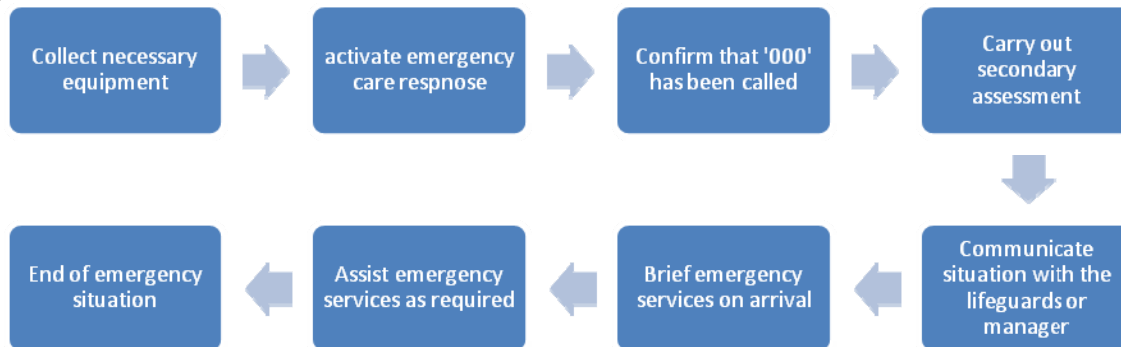 Collect necessary
equipment
activate emergency
care respnose
Confirm that '000'
has been called
Carry out
secondary
assessment
Communicate
situation with the
lifeguards or
manager
Brief emergency
services on arrival
Assist emergency
services as required
End of emergency
situation